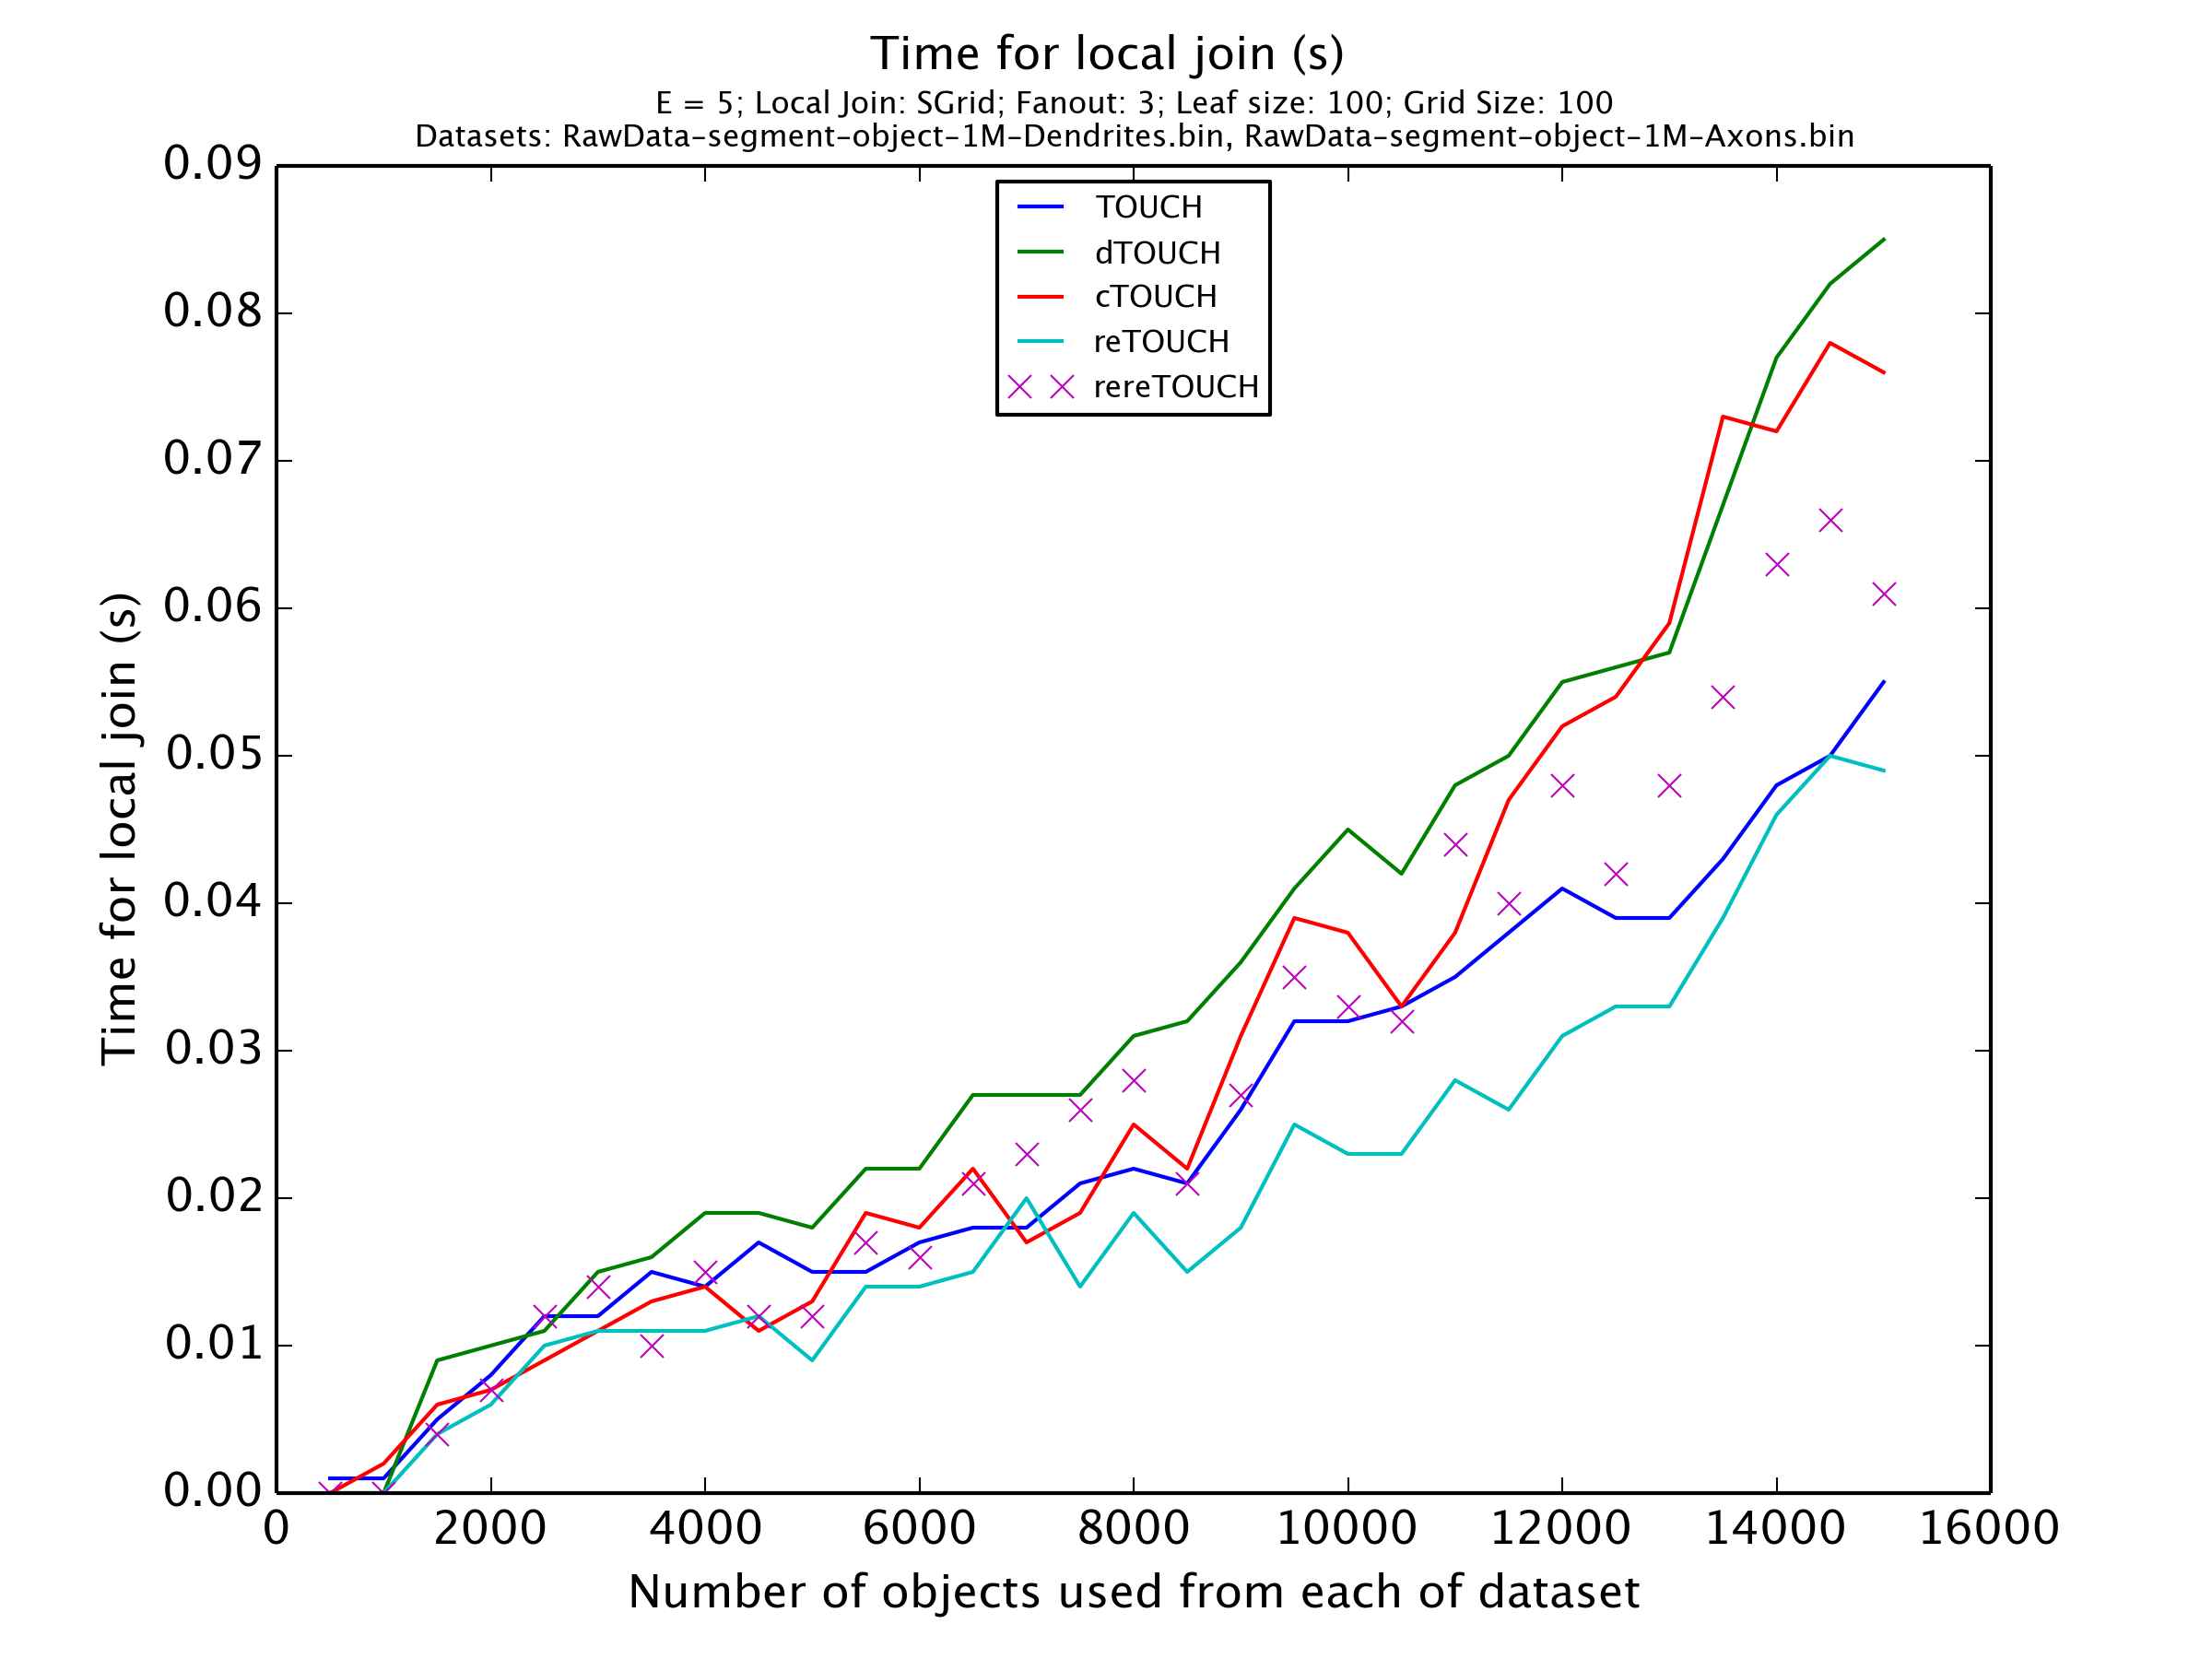 Time for local join (s)
E = 5; Local Join: SGrid; Fanout: 3; Leaf size: 100; Grid Size: 100
Datasets: RawData-segment-object-1M-Dendrites.bin, RawData-segment-object-1M-Axons.bin
TOUCH
dTOUCH
cTOUCH
reTOUCH
rereTOUCH
Time for local join (s)
0.09
0.08
0.07
0.06
0.05
0.04
0.03
0.02
0.01
0.00
0 2000 4000 6000 8000 10000 12000 14000 16000
Number of objects used from each of dataset